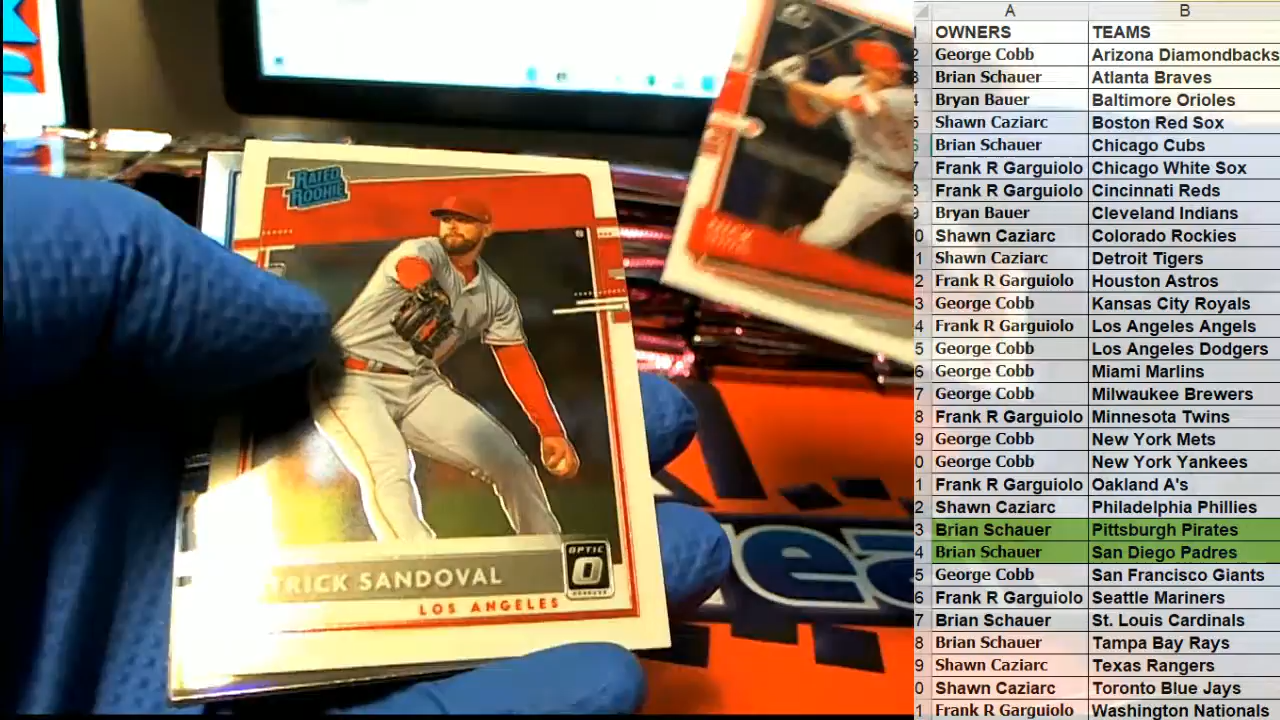 RATED
ROOKIE
TRICK SANDOVAL
LOS ANGELES
OPTIC
A B
OWNERS TEAMS
George Cobb Arizona Diamondbacks
Brian Schauer Atlanta Braves
Bryan Bauer Baltimore Orioles
Shawn Caziarc Boston Red Sox
Brian Schauer Chicago Cubs
Frank R Garguiolo Chicago White Sox
Frank R Garguiolo Cincinnati Reds
Bryan Bauer Cleveland Indians
Shawn Caziarc Colorado Rockies
Shawn Caziarc Detroit Tigers
Frank R Garguiolo Houston Astros
George Cobb Kansas City Royals
Frank R Garguiolo Los Angeles Angels
George Cobb Los Angeles Dodgers
George Cobb Miami Marlins
George Cobb Milwaukee Brewers
Frank R Garguiolo Minnesota Twins
George Cobb New York Mets
George Cobb New York Yankees
Frank R Garguiolo Oakland A's
Shawn Caziarc Philadelphia Phillies
Brian Schauer Pittsburgh Pirates
Brian Schauer San Diego Padres
George Cobb San Francisco Giants
Frank R Garguiolo Seattle Mariners
Brian Schauer St. Louis Cardinals
Brian Schauer Tampa Bay Rays
Shawn Caziarc Texas Rangers
Shawn Caziarc Toronto Blue Jays
Frank R Garguiolo Washington Nationals